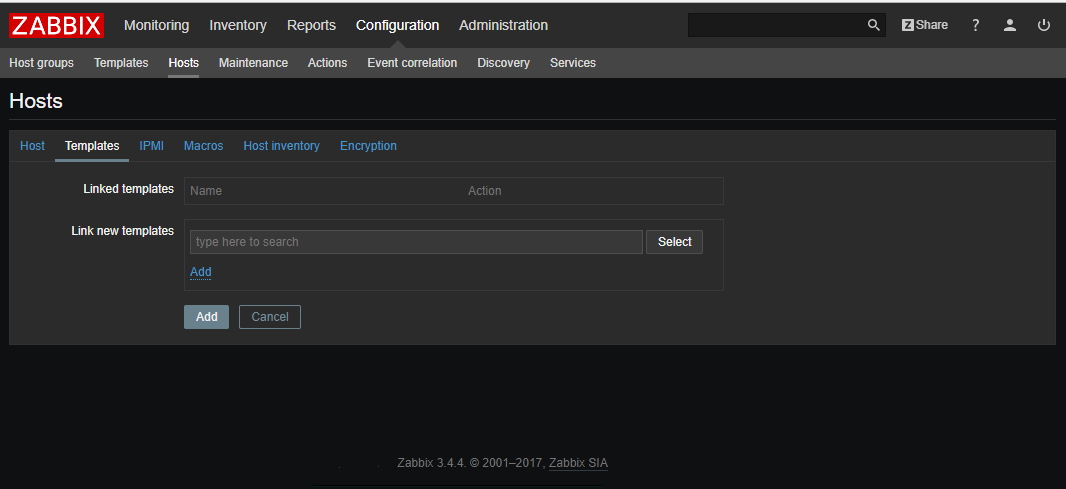 ZABBIX Monitoring Inventory Reports Configuration Administration Z Share ?
Host groups Templates Hosts Maintenance Actions Event correlation Discovery Services
Hosts
Host Templates IPMI Macros Host inventory Encryption
Linked templates Name Action
Link new templates
type here to search Select
Add
Add Cancel
Zabbix 3.4.4. © 2001–2017, Zabbix SIA